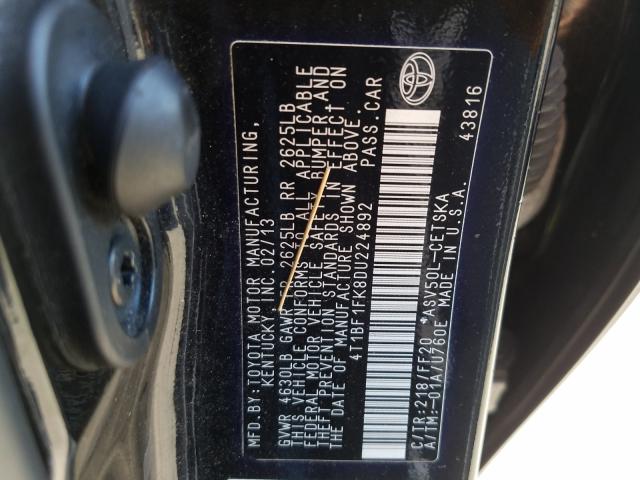 MFD.BY: TOYOTA MOTOR MANUFACTURING,
KENTUCKY, INC. 02/13
GVWR 4630LB GAWR FR 2625LB RR 2625LB
THIS VEHICLE CONFORMS TO ALL APPLICABLE
FEDERAL MOTOR VEHICLE SAFETY, BUMPER AND
THEFT PREVENTION STANDARDS IN EFFECT ON
THE DATE OF MANUFACTURE SHOWN ABOVE.
4T1BF1FK8DU224892 PASS.CAR
C/TR:218/FF20 *ASV50L-CETSKA
A/TM:-01A/U760E MADE IN U.S.A.
43816